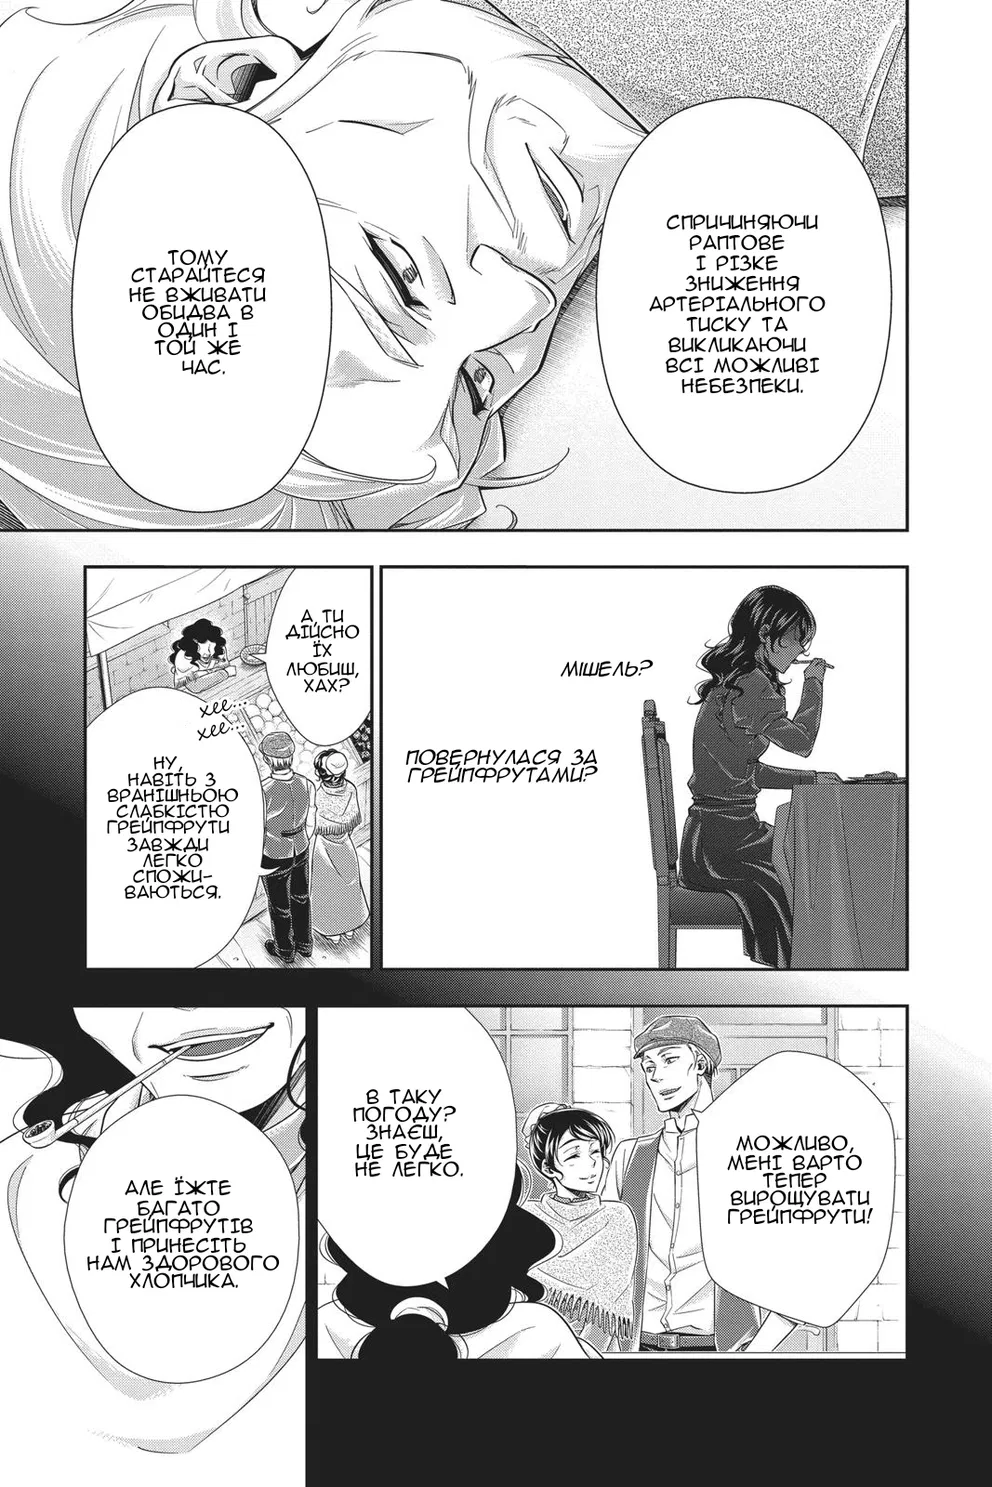 СПРИЧИНЯЮЧИ
РАПТОВЕ
І РІЗКЕ
ЗНИЖЕННЯ
АРТЕРІАЛЬНОГО
ТИСКУ ТА
ВИКЛИКАЮЧИ
ВСІ МОЖЛИВІ
НЕБЕЗПЕКИ.
ТОМУ
СТАРАЙТЕСЯ
НЕ ВЖИВАТИ
ОБИДВА В
ОДИН І
ТОЙ ЖЕ
ЧАС.
МІШЕЛЬ?
ПОВЕРНУЛАСЯ ЗА
ГРЕЙПФРУТАМИ?
А, ТИ
ДІЙСНО
ЇХ
ЛЮБИШ,
ХАХ?
ХЕЕ...
ХЕЕ...
НУ,
НАВІТЬ З
ВРАНІШНЬОЮ
СЛАБКІСТЮ
ГРЕЙПФРУТИ
ЗАВЖДИ
ЛЕГКО
СПОЖИ-
ВАЮТЬСЯ.
МОЖЛИВО,
МЕНІ ВАРТО
ТЕПЕР
ВИРОЩУВАТИ
ГРЕЙПФРУТИ!
В ТАКУ
ПОГОДУ?
ЗНАЄШ,
ЦЕ БУДЕ
НЕ ЛЕГКО.
АЛЕ ЇЖТЕ
БАГАТО
ГРЕЙПФРУТІВ
І ПРИНЕСІТЬ
НАМ ЗДОРОВОГО
ХЛОПЧИКА.